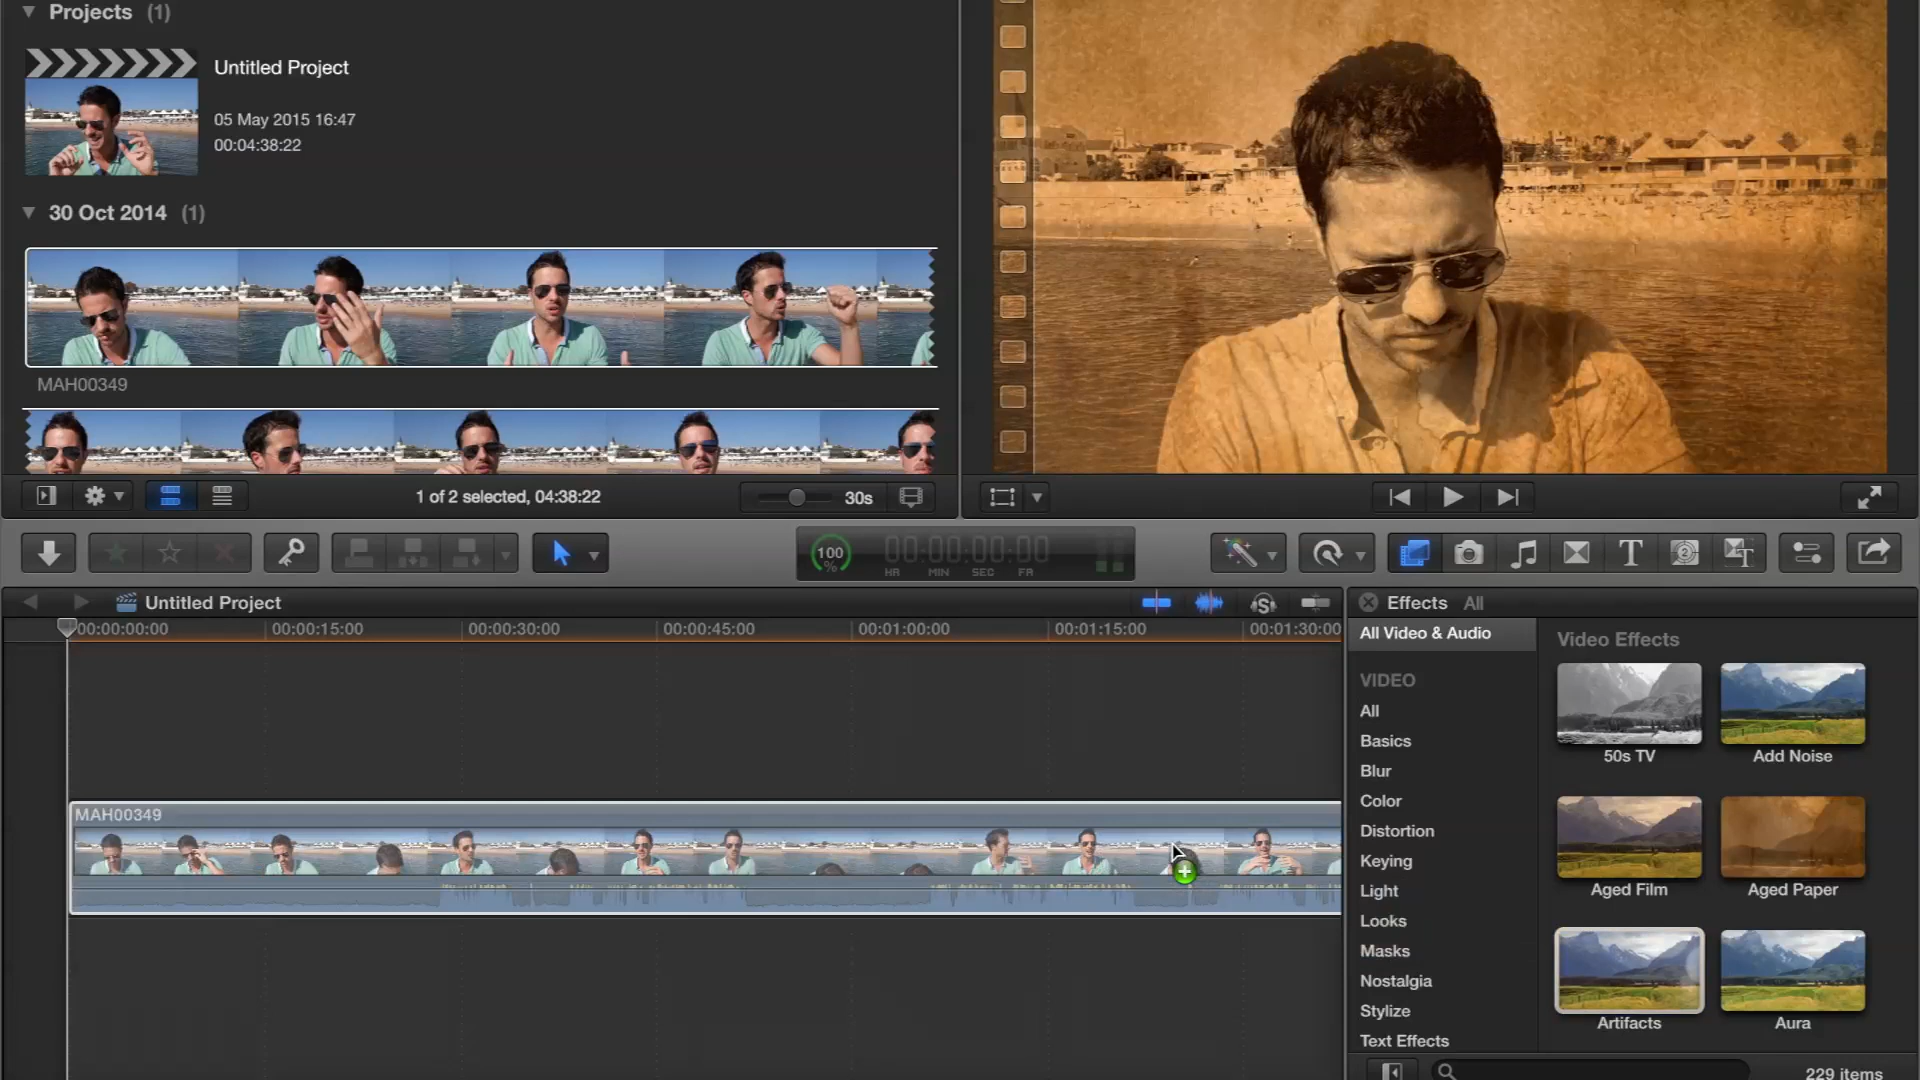 Projects (1)
Untitled Project
05 May 2015 16:47
00:04:38:22
30 Oct 2014 (1)
MAH00349
1 of 2 selected, 04:38:22
30s
100
%
00:00:00:00
HR MIN SEC FR
T
2
T
Untitled Project
S
Effects All
00:00:00:00 00:00:15:00 00:00:30:00 00:00:45:00 00:01:00:00 00:01:15:00 00:01:30:00
All Video & Audio
Video Effects
VIDEO
All
Basics
Blur
Color
Distortion
Keying
Light
Looks
Masks
Nostalgia
Stylize
Text Effects
50s TV
Add Noise
Aged Film
Aged Paper
Artifacts
Aura
MAH00349
229 items